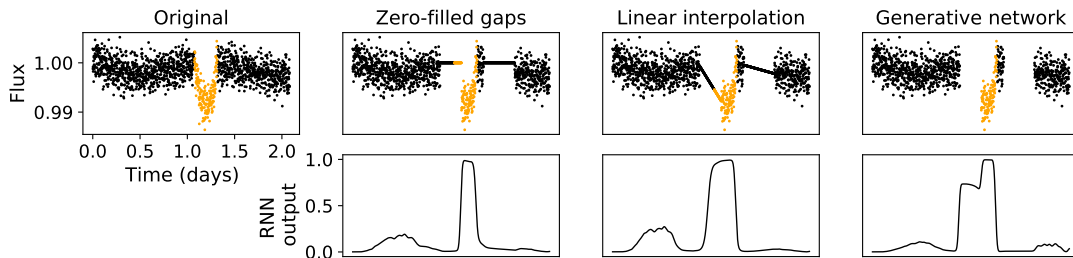 Original
Zero-filled gaps
Linear interpolation
Generative network
Flux
1.00
0.99
0.0
0.5
1.0
1.5
2.0
Time (days)
RNN
output
1.0
0.5
0.0